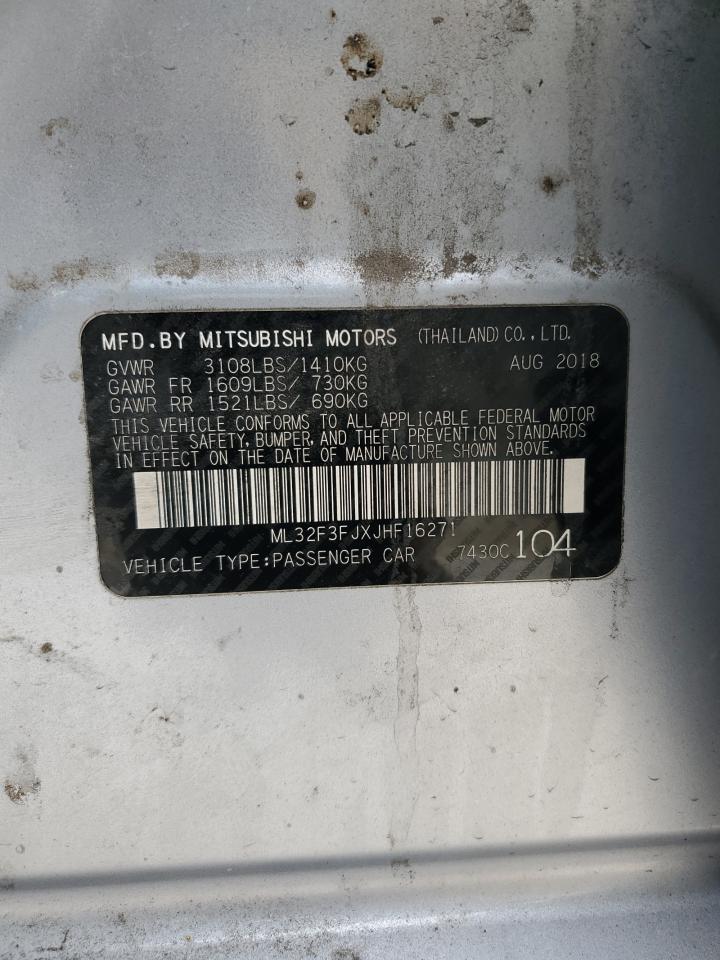 MFD.BY MITSUBISHI MOTORS (THAILAND)CO.,LTD.
GVWR 3108LBS/1410KG AUG 2018
GAWR FR 1609LBS/ 730KG
GAWR RR 1521LBS/ 690KG
THIS VEHICLE CONFORMS TO ALL APPLICABLE FEDERAL MOTOR
VEHICLE SAFETY, BUMPER, AND THEFT PREVENTION STANDARDS
IN EFFECT ON THE DATE OF MANUFACTURE SHOWN ABOVE.
ML32F3FJXJHF16271
VEHICLE TYPE:PASSENGER CAR 7430C 104